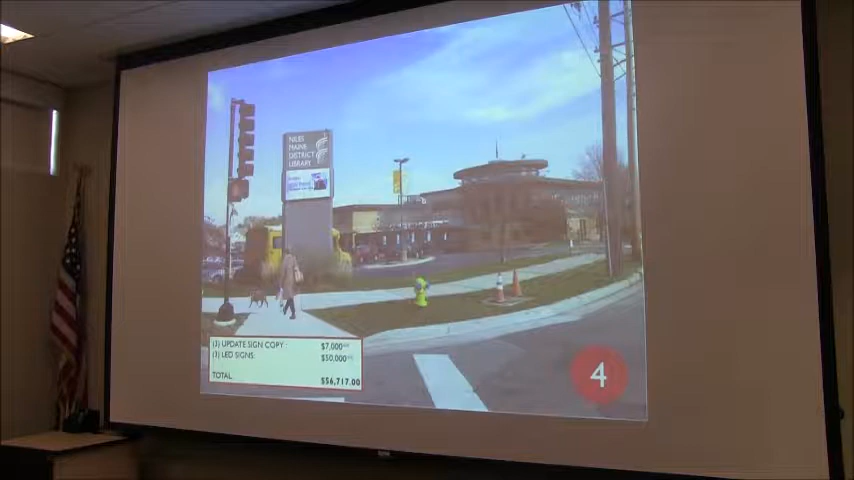 NILES
MAINE
DISTRICT
LIBRARY
(1) UPDATE SIGN COPY: $7,000
(1) LED SIGNS: $50,000
TOTAL $56,717.00
4